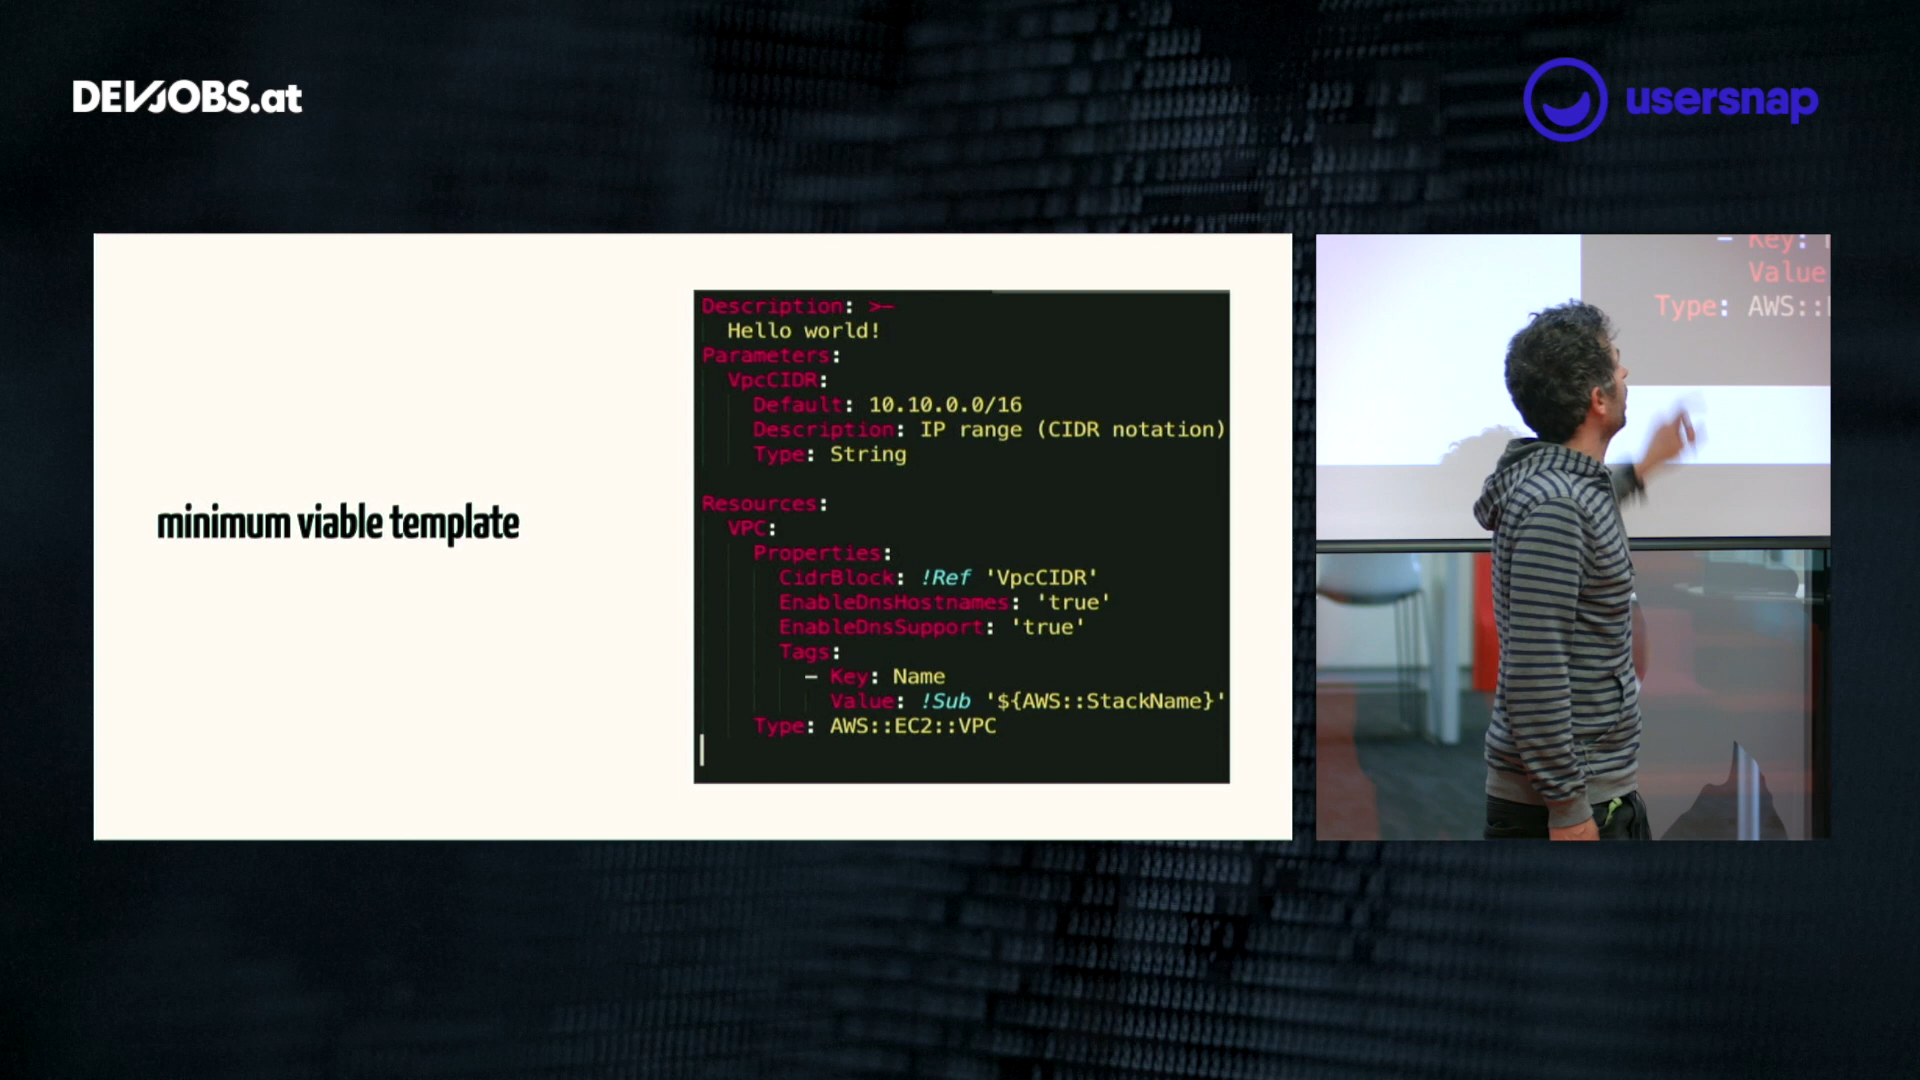 DEVJOBS.at
usersnap
minimum viable template
Description: >-
Hello world!
Parameters:
VpcCIDR:
Default: 10.10.0.0/16
Description: IP range (CIDR notation)
Type: String
Resources:
VPC:
Properties:
CidrBlock: !Ref 'VpcCIDR'
EnableDnsHostnames: 'true'
EnableDnsSupport: 'true'
Tags:
- Key: Name
Value: !Sub '${AWS::StackName}'
Type: AWS::EC2::VPC
- Key:
Value
Type: AWS::